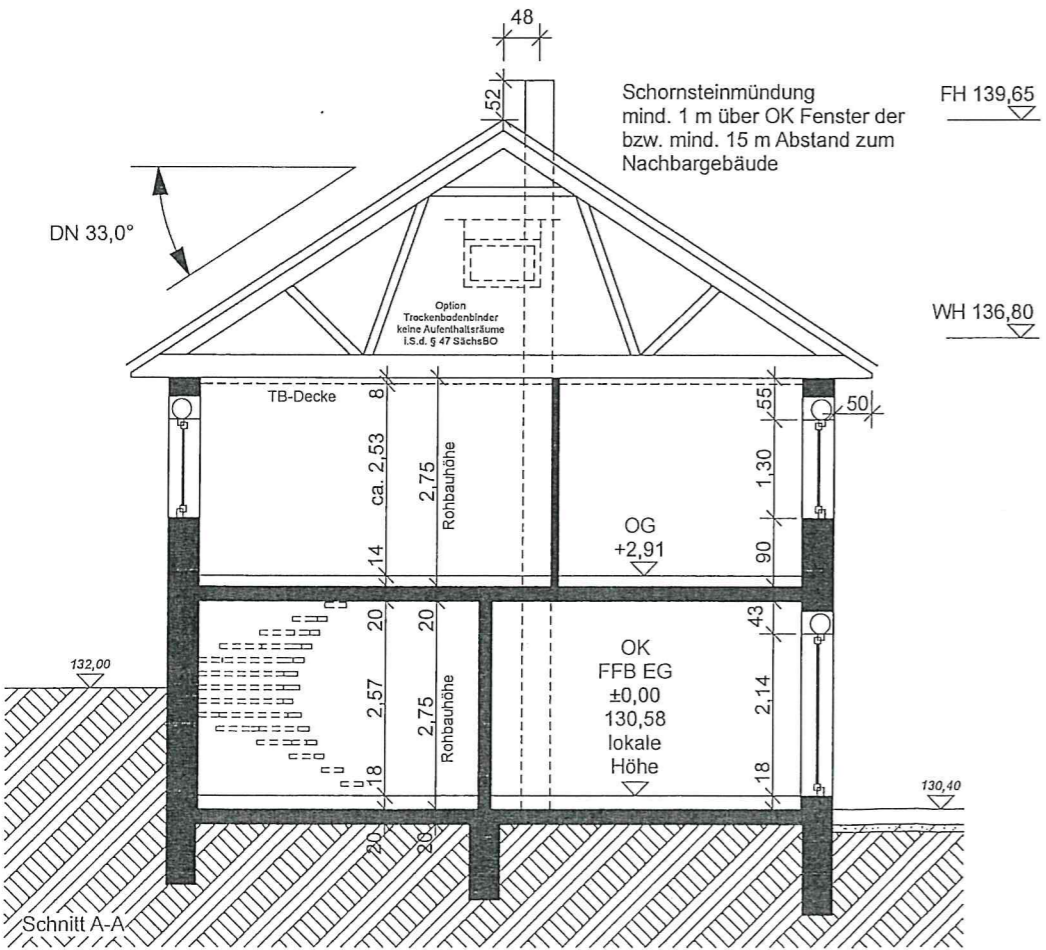 48
52
Schornsteinmündung
mind. 1 m über OK Fenster der
bzw. mind. 15 m Abstand zum
Nachbargebäude
FH 139,65
DN 33,0°
Option
Trockenbodenbinder
keine Aufenthaltsräume
i.S.d. § 47 SächsBO
WH 136,80
TB-Decke
8
ca. 2,53
14
2,75
Rohbauhöhe
55
50
1,30
90
OG
+2,91
20
20
43
132,00
2,57
2,75
Rohbauhöhe
OK
FFB EG
±0,00
130,58
lokale
Höhe
2,14
18
18
130,40
20
20
Schnitt A-A